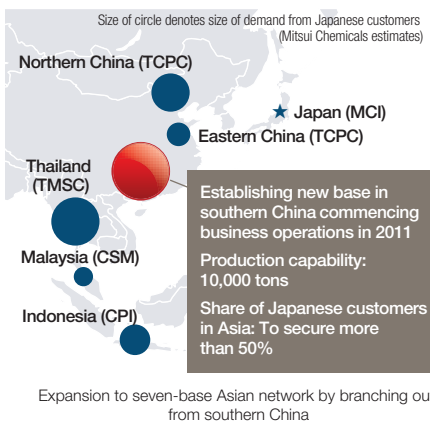 Size of circle denotes size of demand from Japanese customers
(Mitsui Chemicals estimates)
Northern China (TCPC)
Japan (MCI)
Eastern China (TCPC)
Thailand
(TMSC)
Establishing new base in
southern China commencing
business operations in 2011
Production capability:
10,000 tons
Share of Japanese customers
in Asia: To secure more
than 50%
Malaysia (CSM)
Indonesia (CPI)
Expansion to seven-base Asian network by branching ou
from southern China